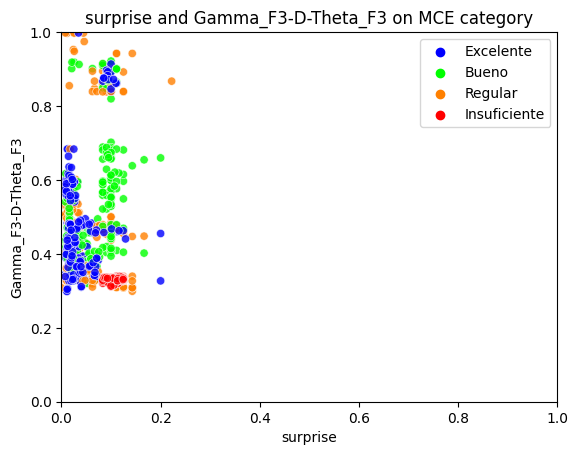 surprise and Gamma_F3-D-Theta_F3 on MCE category
Excelente
Bueno
Regular
Insuficiente
Gamma_F3-D-Theta_F3
1.0
0.8
0.6
0.4
0.2
0.0
0.0 0.2 0.4 0.6 0.8 1.0
surprise